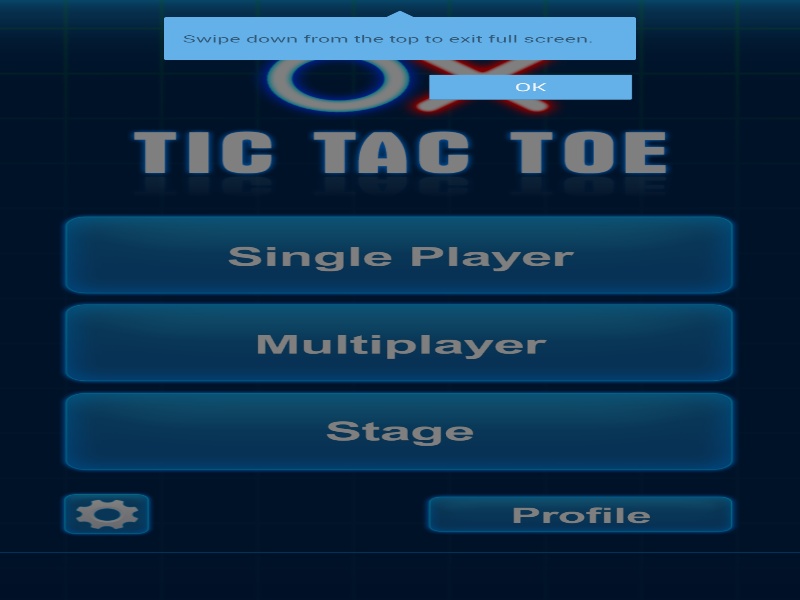 Swipe down from the top to exit full screen.
OK
OX
TIC TAC TOE
Single Player
Multiplayer
Stage
Profile